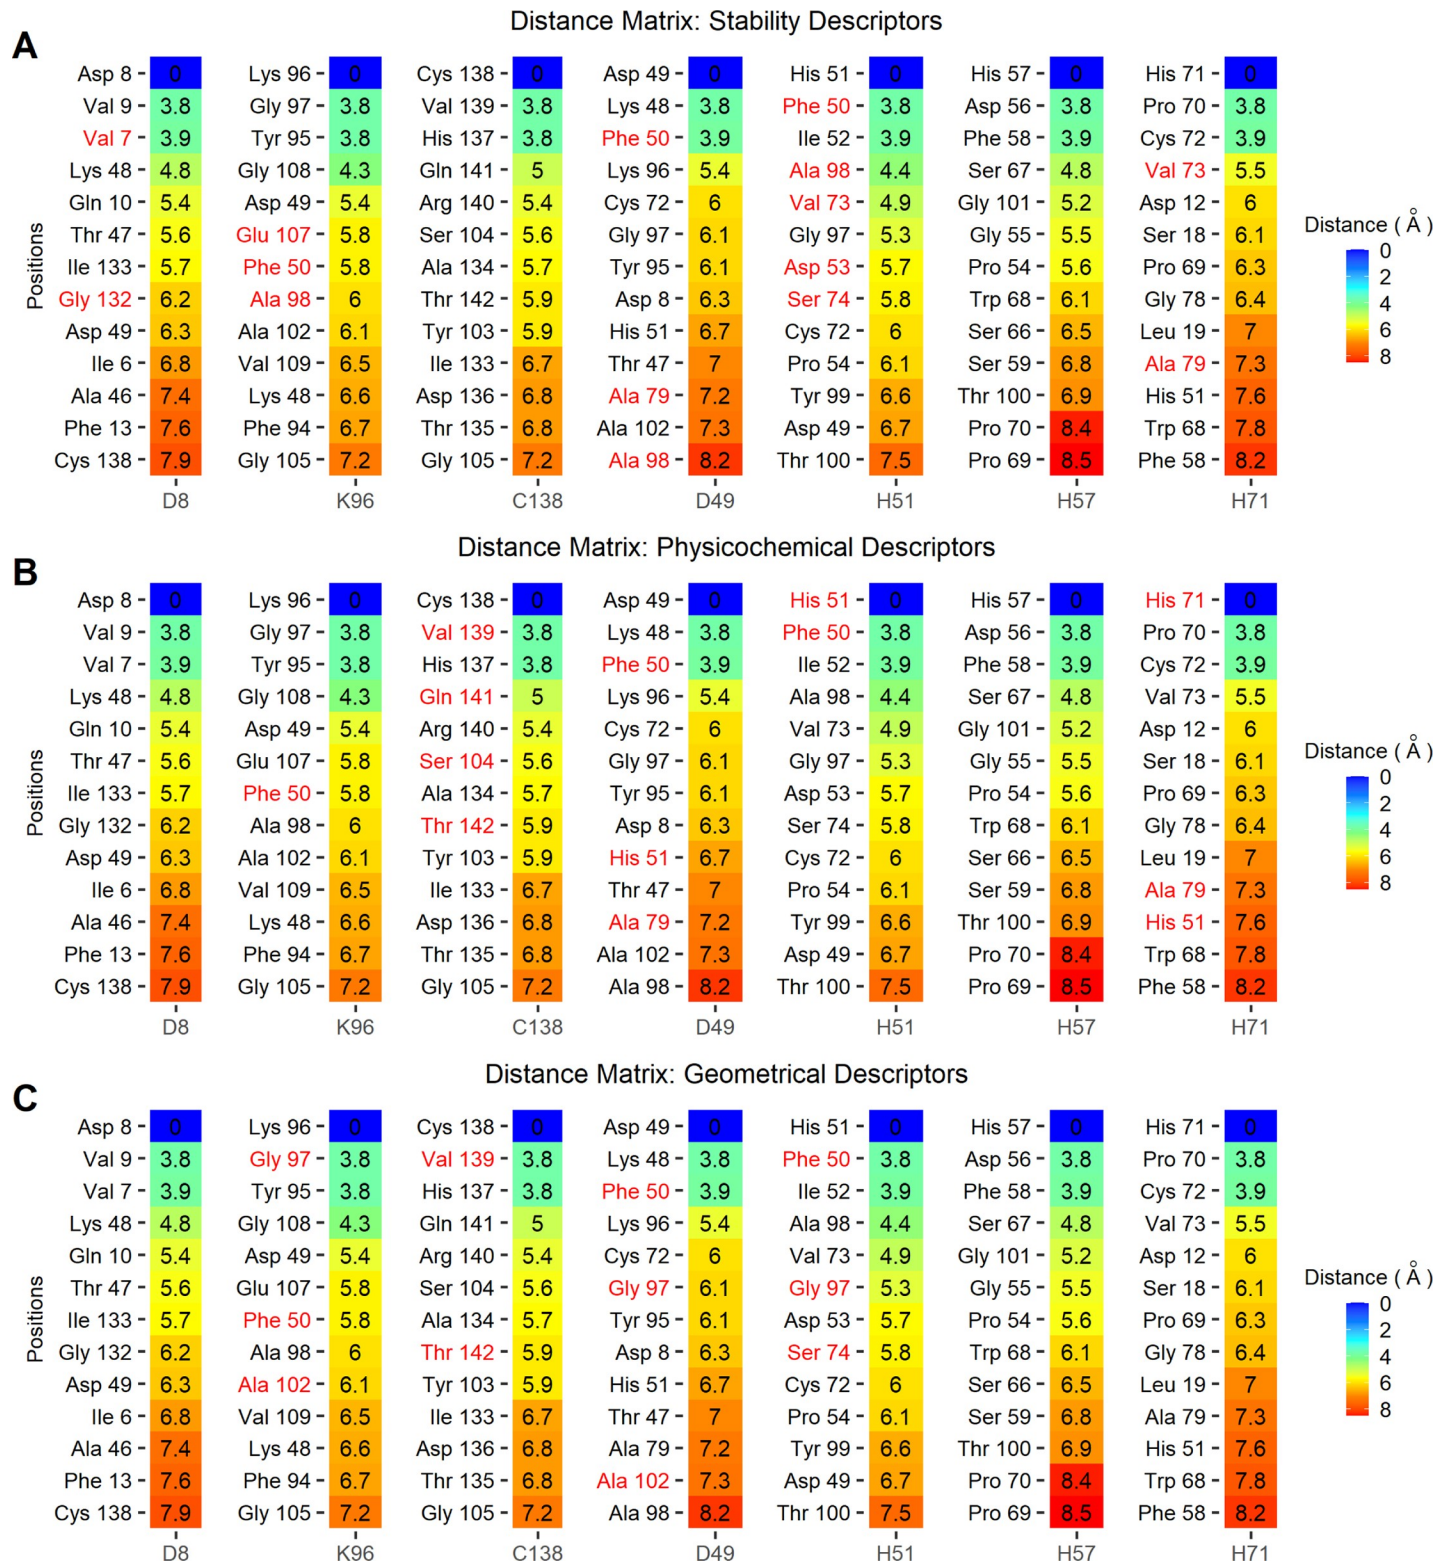 Distance Matrix: Stability Descriptors
A
Positions
Asp 8 0 Lys 96 0 Cys 138 0 Asp 49 0 His 51 0 His 57 0 His 71 0
Val 9 3.8 Gly 97 3.8 Val 139 3.8 Lys 48 3.8 Phe 50 3.8 Asp 56 3.8 Pro 70 3.8
Val 7 3.9 Tyr 95 3.8 His 137 3.8 Phe 50 3.9 Ile 52 3.9 Phe 58 3.9 Cys 72 3.9
Lys 48 4.8 Gly 108 4.3 Gln 141 5 Lys 96 5.4 Ala 98 4.4 Ser 67 4.8 Val 73 5.5
Gln 10 5.4 Asp 49 5.4 Arg 140 5.4 Cys 72 6 Val 73 4.9 Gly 101 5.2 Asp 12 6
Thr 47 5.6 Glu 107 5.8 Ser 104 5.6 Gly 97 6.1 Gly 97 5.3 Gly 55 5.5 Ser 18 6.1
Ile 133 5.7 Phe 50 5.8 Ala 134 5.7 Tyr 95 6.1 Asp 53 5.7 Pro 54 5.6 Pro 69 6.3
Gly 132 6.2 Ala 98 6 Thr 142 5.9 Asp 8 6.3 Ser 74 5.8 Trp 68 6.1 Gly 78 6.4
Asp 49 6.3 Ala 102 6.1 Tyr 103 5.9 His 51 6.7 Cys 72 6 Ser 66 6.5 Leu 19 7
Ile 6 6.8 Val 109 6.5 Ile 133 6.7 Thr 47 7 Pro 54 6.1 Ser 59 6.8 Ala 79 7.3
Ala 46 7.4 Lys 48 6.6 Asp 136 6.8 Ala 79 7.2 Tyr 99 6.6 Thr 100 6.9 His 51 7.6
Phe 13 7.6 Phe 94 6.7 Thr 135 6.8 Ala 102 7.3 Asp 49 6.7 Pro 70 8.4 Trp 68 7.8
Cys 138 7.9 Gly 105 7.2 Gly 105 7.2 Ala 98 8.2 Thr 100 7.5 Pro 69 8.5 Phe 58 8.2
D8 K96 C138 D49 H51 H57 H71
Distance ( Å )
0
2
4
6
8
Distance Matrix: Physicochemical Descriptors
B
Positions
Asp 8 0 Lys 96 0 Cys 138 0 Asp 49 0 His 51 0 His 57 0 His 71 0
Val 9 3.8 Gly 97 3.8 Val 139 3.8 Lys 48 3.8 Phe 50 3.8 Asp 56 3.8 Pro 70 3.8
Val 7 3.9 Tyr 95 3.8 His 137 3.8 Phe 50 3.9 Ile 52 3.9 Phe 58 3.9 Cys 72 3.9
Lys 48 4.8 Gly 108 4.3 Gln 141 5 Lys 96 5.4 Ala 98 4.4 Ser 67 4.8 Val 73 5.5
Gln 10 5.4 Asp 49 5.4 Arg 140 5.4 Cys 72 6 Val 73 4.9 Gly 101 5.2 Asp 12 6
Thr 47 5.6 Glu 107 5.8 Ser 104 5.6 Gly 97 6.1 Gly 97 5.3 Gly 55 5.5 Ser 18 6.1
Ile 133 5.7 Phe 50 5.8 Ala 134 5.7 Tyr 95 6.1 Asp 53 5.7 Pro 54 5.6 Pro 69 6.3
Gly 132 6.2 Ala 98 6 Thr 142 5.9 Asp 8 6.3 Ser 74 5.8 Trp 68 6.1 Gly 78 6.4
Asp 49 6.3 Ala 102 6.1 Tyr 103 5.9 His 51 6.7 Cys 72 6 Ser 66 6.5 Leu 19 7
Ile 6 6.8 Val 109 6.5 Ile 133 6.7 Thr 47 7 Pro 54 6.1 Ser 59 6.8 Ala 79 7.3
Ala 46 7.4 Lys 48 6.6 Asp 136 6.8 Ala 79 7.2 Tyr 99 6.6 Thr 100 6.9 His 51 7.6
Phe 13 7.6 Phe 94 6.7 Thr 135 6.8 Ala 102 7.3 Asp 49 6.7 Pro 70 8.4 Trp 68 7.8
Cys 138 7.9 Gly 105 7.2 Gly 105 7.2 Ala 98 8.2 Thr 100 7.5 Pro 69 8.5 Phe 58 8.2
D8 K96 C138 D49 H51 H57 H71
Distance ( Å )
0
2
4
6
8
Distance Matrix: Geometrical Descriptors
C
Positions
Asp 8 0 Lys 96 0 Cys 138 0 Asp 49 0 His 51 0 His 57 0 His 71 0
Val 9 3.8 Gly 97 3.8 Val 139 3.8 Lys 48 3.8 Phe 50 3.8 Asp 56 3.8 Pro 70 3.8
Val 7 3.9 Tyr 95 3.8 His 137 3.8 Phe 50 3.9 Ile 52 3.9 Phe 58 3.9 Cys 72 3.9
Lys 48 4.8 Gly 108 4.3 Gln 141 5 Lys 96 5.4 Ala 98 4.4 Ser 67 4.8 Val 73 5.5
Gln 10 5.4 Asp 49 5.4 Arg 140 5.4 Cys 72 6 Val 73 4.9 Gly 101 5.2 Asp 12 6
Thr 47 5.6 Glu 107 5.8 Ser 104 5.6 Gly 97 6.1 Gly 97 5.3 Gly 55 5.5 Ser 18 6.1
Ile 133 5.7 Phe 50 5.8 Ala 134 5.7 Tyr 95 6.1 Asp 53 5.7 Pro 54 5.6 Pro 69 6.3
Gly 132 6.2 Ala 98 6 Thr 142 5.9 Asp 8 6.3 Ser 74 5.8 Trp 68 6.1 Gly 78 6.4
Asp 49 6.3 Ala 102 6.1 Tyr 103 5.9 His 51 6.7 Cys 72 6 Ser 66 6.5 Leu 19 7
Ile 6 6.8 Val 109 6.5 Ile 133 6.7 Thr 47 7 Pro 54 6.1 Ser 59 6.8 Ala 79 7.3
Ala 46 7.4 Lys 48 6.6 Asp 136 6.8 Ala 79 7.2 Tyr 99 6.6 Thr 100 6.9 His 51 7.6
Phe 13 7.6 Phe 94 6.7 Thr 135 6.8 Ala 102 7.3 Asp 49 6.7 Pro 70 8.4 Trp 68 7.8
Cys 138 7.9 Gly 105 7.2 Gly 105 7.2 Ala 98 8.2 Thr 100 7.5 Pro 69 8.5 Phe 58 8.2
D8 K96 C138 D49 H51 H57 H71
Distance ( Å )
0
2
4
6
8